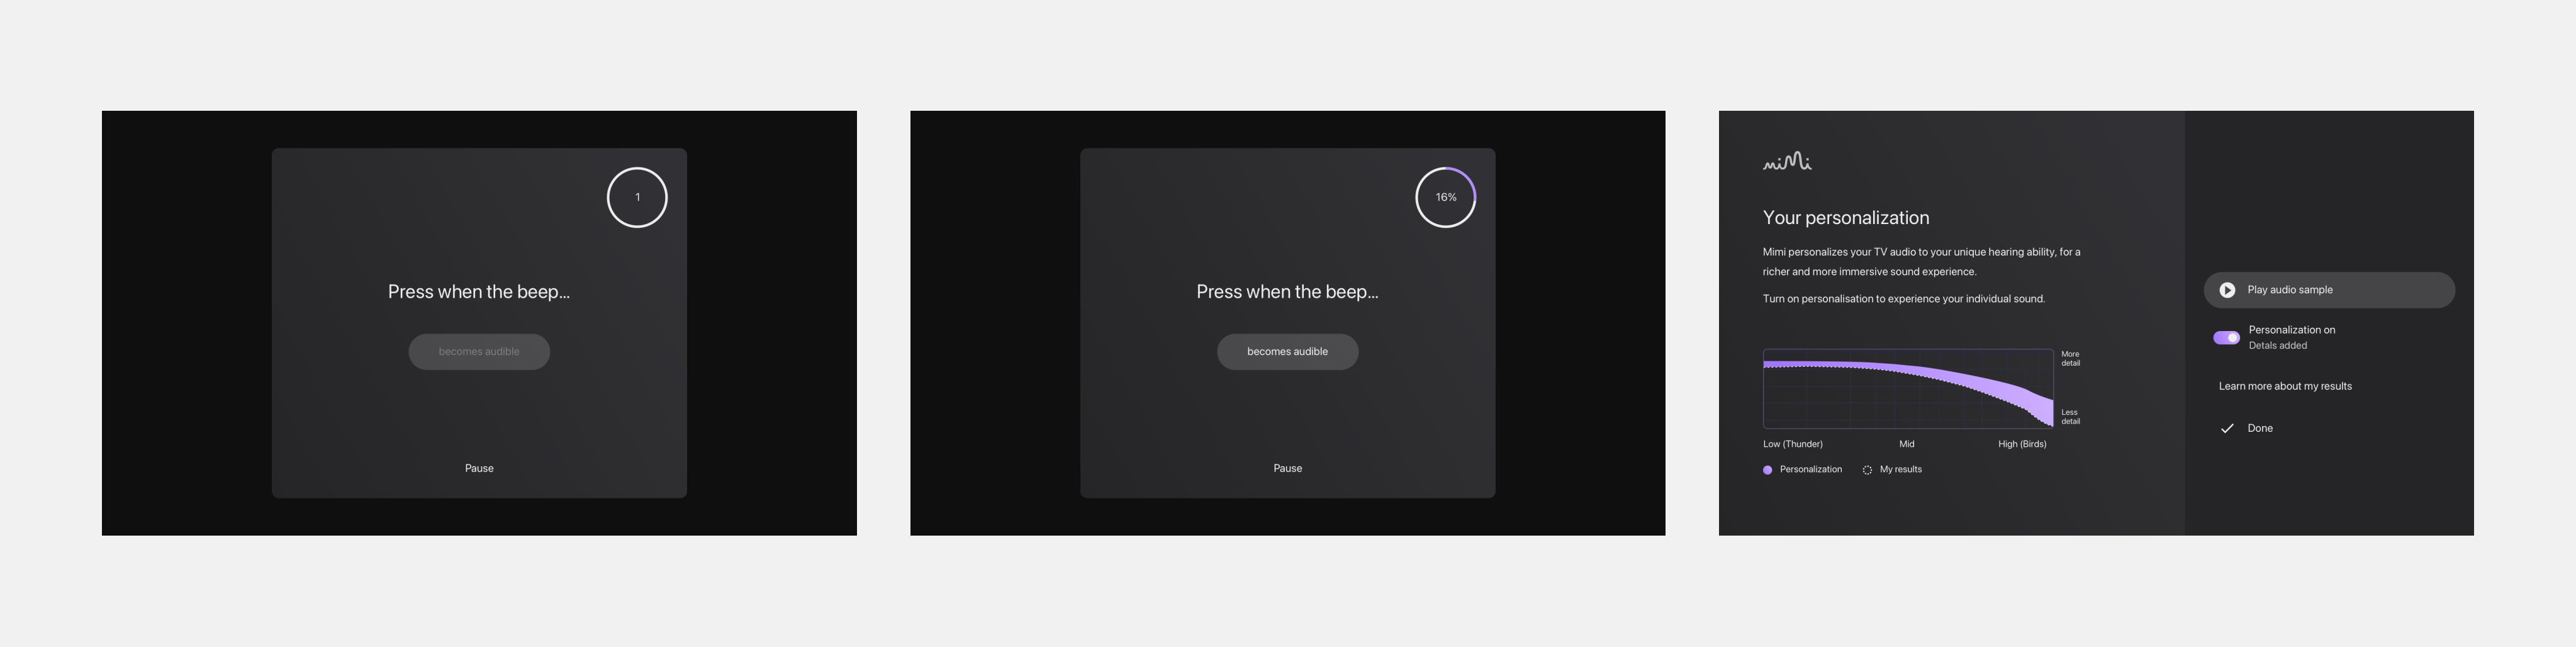 1
Press when the beep...
becomes audible
Pause
16%
Press when the beep...
becomes audible
Pause
mimi
Your personalization
Mimi personalizes your TV audio to your unique hearing ability, for a
richer and more immersive sound experience.
Turn on personalisation to experience your individual sound.
More
detail
Less
detail
Low (Thunder) Mid High (Birds)
Personalization My results
Play audio sample
Personalization on
Detals added
Learn more about my results
Done